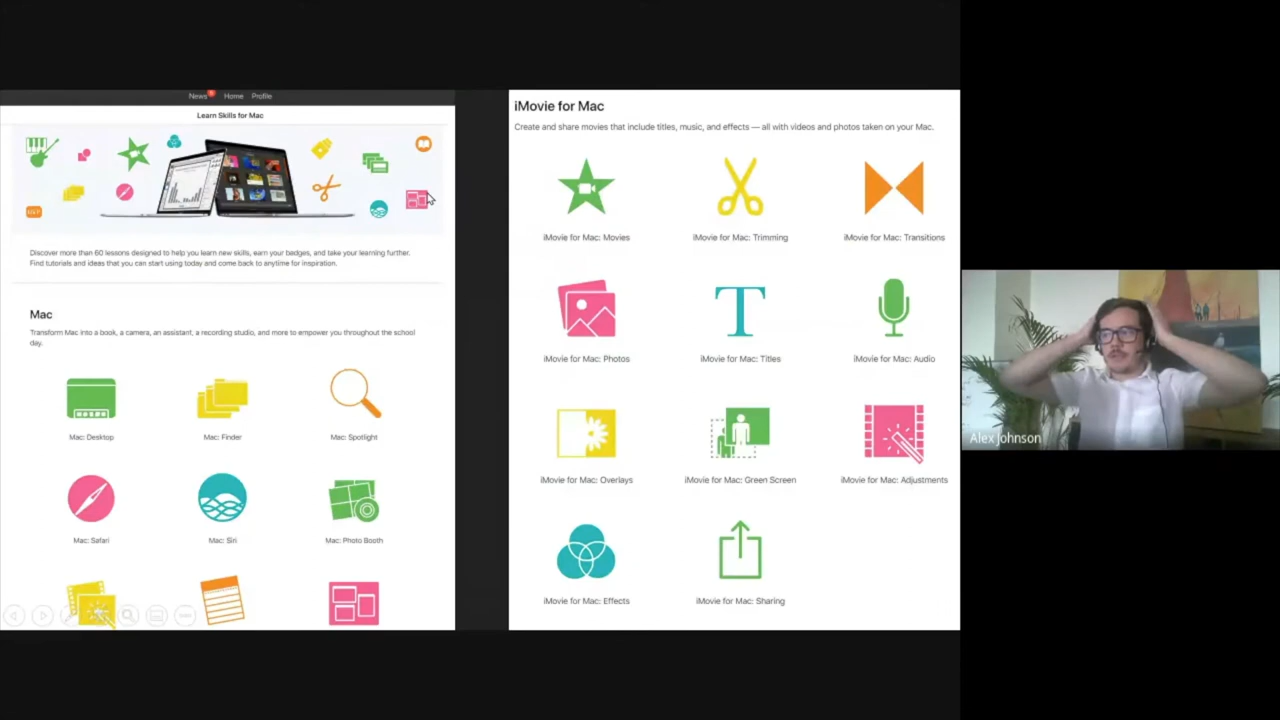 News
Home
Profile
Learn Skills for Mac
Discover more than 60 lessons designed to help you learn new skills, earn your badges, and take your learning further.
Find tutorials and ideas that you can start using today and come back to anytime for inspiration.
Mac
Transform Mac into a book, a camera, an assistant, a recording studio, and more to empower you throughout the school
day.
Mac: Desktop
Mac: Finder
Mac: Spotlight
Mac: Safari
Mac: Siri
Mac: Photo Booth
iMovie for Mac
Create and share movies that include titles, music, and effects — all with videos and photos taken on your Mac.
iMovie for Mac: Movies
iMovie for Mac: Trimming
iMovie for Mac: Transitions
T
iMovie for Mac: Photos
iMovie for Mac: Titles
iMovie for Mac: Audio
iMovie for Mac: Overlays
iMovie for Mac: Green Screen
iMovie for Mac: Adjustments
iMovie for Mac: Effects
iMovie for Mac: Sharing
Alex Johnson